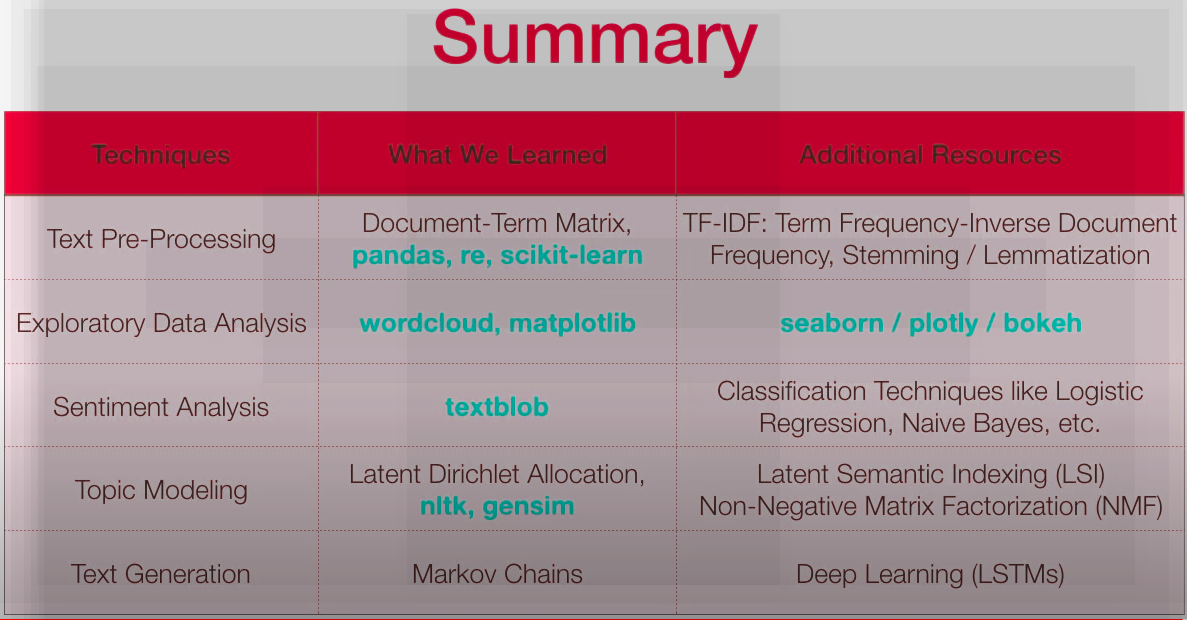 Summary
Techniques
What We Learned
Additional Resources
Text Pre-Processing
Document-Term Matrix,
pandas, re, scikit-learn
TF-IDF: Term Frequency-Inverse Document
Frequency, Stemming / Lemmatization
Exploratory Data Analysis
wordcloud, matplotlib
seaborn / plotly / bokeh
Sentiment Analysis
textblob
Classification Techniques like Logistic
Regression, Naive Bayes, etc.
Topic Modeling
Latent Dirichlet Allocation,
nltk, gensim
Latent Semantic Indexing (LSI)
Non-Negative Matrix Factorization (NMF)
Text Generation
Markov Chains
Deep Learning (LSTMs)